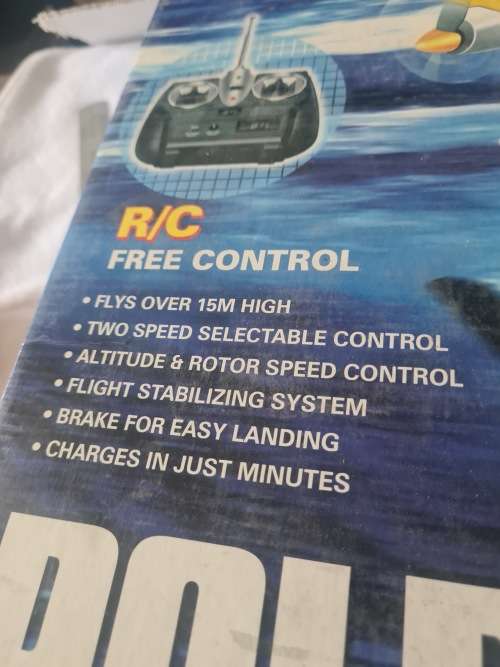 R/C
FREE CONTROL
• FLYS OVER 15M HIGH
• TWO SPEED SELECTABLE CONTROL
• ALTITUDE & ROTOR SPEED CONTROL
• FLIGHT STABILIZING SYSTEM
• BRAKE FOR EASY LANDING
• CHARGES IN JUST MINUTES